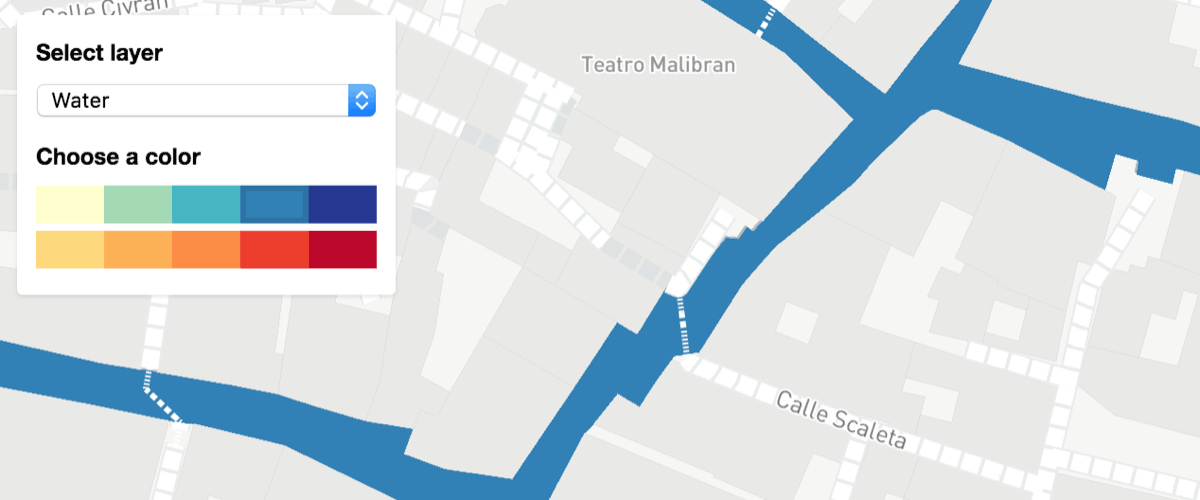 Calle Civran
Select layer
Water
Choose a color
Teatro Malibran
Calle Scaleta